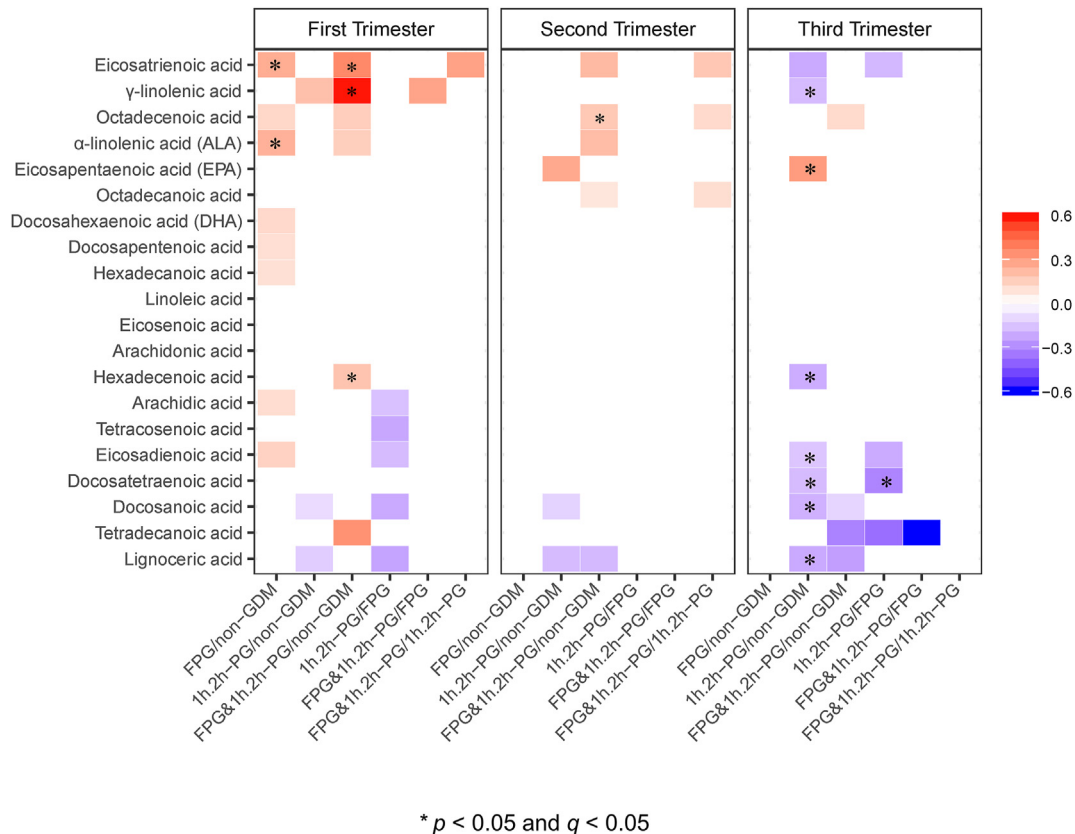 First Trimester
Second Trimester
Third Trimester
Eicosatrienoic acid
γ-linolenic acid
Octadecenoic acid
α-linolenic acid (ALA)
Eicosapentaenoic acid (EPA)
Octadecanoic acid
Docosahexaenoic acid (DHA)
Docosapentenoic acid
Hexadecanoic acid
Linoleic acid
Eicosenoic acid
Arachidonic acid
Hexadecenoic acid
Arachidic acid
Tetracosenoic acid
Eicosadienoic acid
Docosatetraenoic acid
Docosanoic acid
Tetradecanoic acid
Lignoceric acid
* *
*
*
*
*
*
*
* *
*
* *
*
*
0.6
0.3
0.0
−0.3
−0.6
FPG/non−GDM
1h.2h−PG/non−GDM
FPG&1h.2h−PG/non−GDM
1h.2h−PG/FPG
FPG&1h.2h−PG/FPG
FPG&1h.2h−PG/1h.2h−PG
FPG/non−GDM
1h.2h−PG/non−GDM
FPG&1h.2h−PG/non−GDM
1h.2h−PG/FPG
FPG&1h.2h−PG/FPG
FPG&1h.2h−PG/1h.2h−PG
FPG/non−GDM
1h.2h−PG/non−GDM
FPG&1h.2h−PG/non−GDM
1h.2h−PG/FPG
FPG&1h.2h−PG/FPG
FPG&1h.2h−PG/1h.2h−PG
* p < 0.05 and q < 0.05